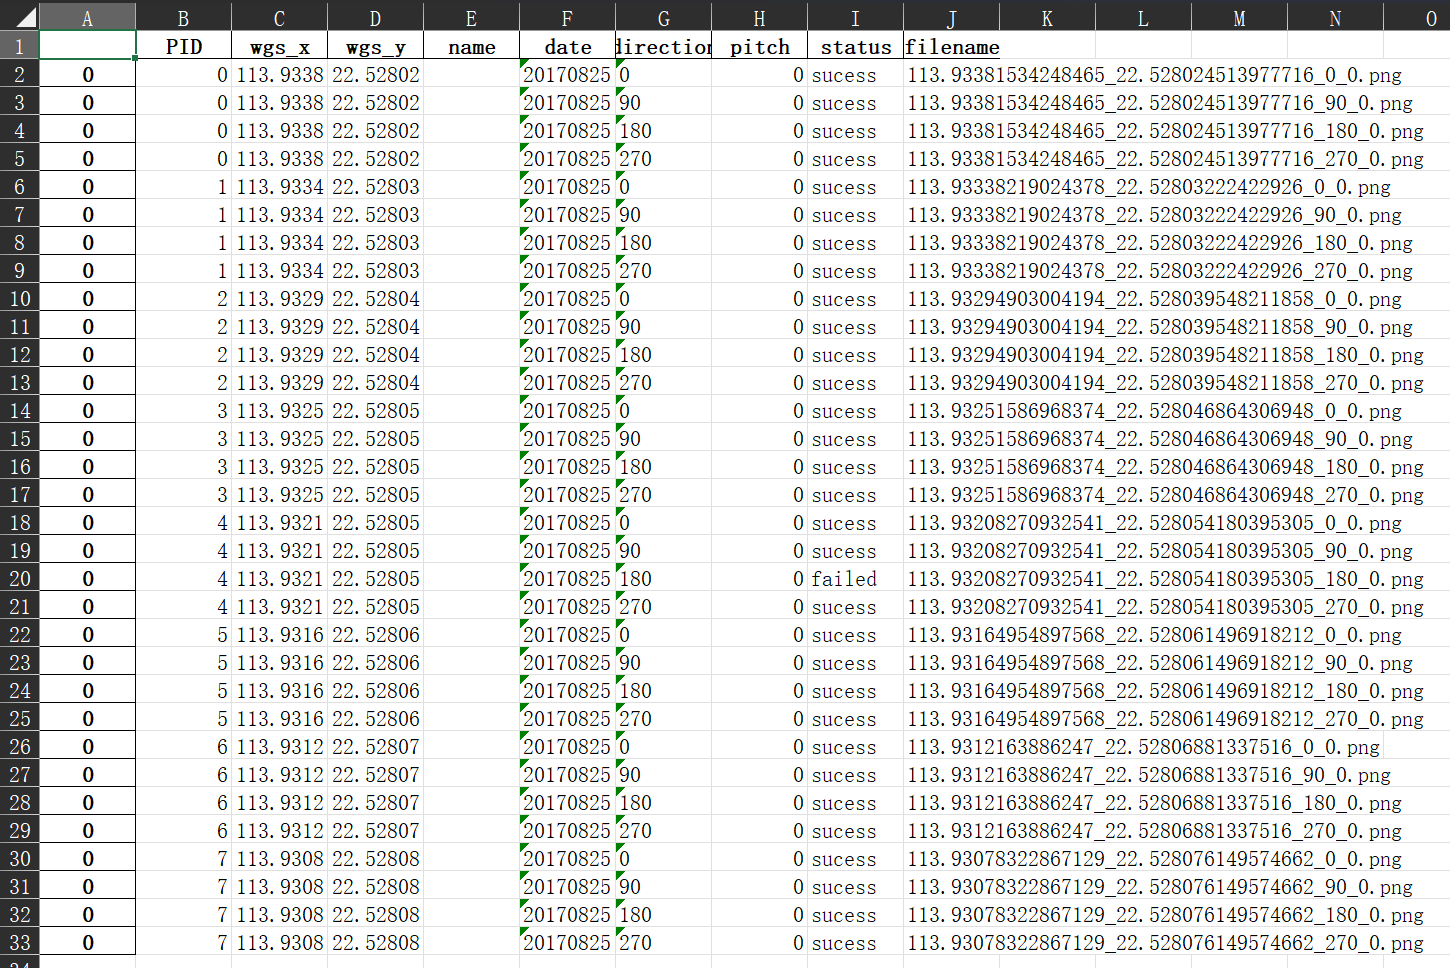 A B C D E F G H I J K L M N O
1 PID wgs_x wgs_y name date direction pitch status filename
2 0 0 113.9338 22.52802 20170825 0 0 sucess 113.93381534248465_22.528024513977716_0_0.png
3 0 0 113.9338 22.52802 20170825 90 0 sucess 113.93381534248465_22.528024513977716_90_0.png
4 0 0 113.9338 22.52802 20170825 180 0 sucess 113.93381534248465_22.528024513977716_180_0.png
5 0 0 113.9338 22.52802 20170825 270 0 sucess 113.93381534248465_22.528024513977716_270_0.png
6 0 1 113.9334 22.52803 20170825 0 0 sucess 113.93338219024378_22.52803222422926_0_0.png
7 0 1 113.9334 22.52803 20170825 90 0 sucess 113.93338219024378_22.52803222422926_90_0.png
8 0 1 113.9334 22.52803 20170825 180 0 sucess 113.93338219024378_22.52803222422926_180_0.png
9 0 1 113.9334 22.52803 20170825 270 0 sucess 113.93338219024378_22.52803222422926_270_0.png
10 0 2 113.9329 22.52804 20170825 0 0 sucess 113.93294903004194_22.528039548211858_0_0.png
11 0 2 113.9329 22.52804 20170825 90 0 sucess 113.93294903004194_22.528039548211858_90_0.png
12 0 2 113.9329 22.52804 20170825 180 0 sucess 113.93294903004194_22.528039548211858_180_0.png
13 0 2 113.9329 22.52804 20170825 270 0 sucess 113.93294903004194_22.528039548211858_270_0.png
14 0 3 113.9325 22.52805 20170825 0 0 sucess 113.93251586968374_22.528046864306948_0_0.png
15 0 3 113.9325 22.52805 20170825 90 0 sucess 113.93251586968374_22.528046864306948_90_0.png
16 0 3 113.9325 22.52805 20170825 180 0 sucess 113.93251586968374_22.528046864306948_180_0.png
17 0 3 113.9325 22.52805 20170825 270 0 sucess 113.93251586968374_22.528046864306948_270_0.png
18 0 4 113.9321 22.52805 20170825 0 0 sucess 113.93208270932541_22.528054180395305_0_0.png
19 0 4 113.9321 22.52805 20170825 90 0 sucess 113.93208270932541_22.528054180395305_90_0.png
20 0 4 113.9321 22.52805 20170825 180 0 failed 113.93208270932541_22.528054180395305_180_0.png
21 0 4 113.9321 22.52805 20170825 270 0 sucess 113.93208270932541_22.528054180395305_270_0.png
22 0 5 113.9316 22.52806 20170825 0 0 sucess 113.93164954897568_22.528061496918212_0_0.png
23 0 5 113.9316 22.52806 20170825 90 0 sucess 113.93164954897568_22.528061496918212_90_0.png
24 0 5 113.9316 22.52806 20170825 180 0 sucess 113.93164954897568_22.528061496918212_180_0.png
25 0 5 113.9316 22.52806 20170825 270 0 sucess 113.93164954897568_22.528061496918212_270_0.png
26 0 6 113.9312 22.52807 20170825 0 0 sucess 113.9312163886247_22.52806881337516_0_0.png
27 0 6 113.9312 22.52807 20170825 90 0 sucess 113.9312163886247_22.52806881337516_90_0.png
28 0 6 113.9312 22.52807 20170825 180 0 sucess 113.9312163886247_22.52806881337516_180_0.png
29 0 6 113.9312 22.52807 20170825 270 0 sucess 113.9312163886247_22.52806881337516_270_0.png
30 0 7 113.9308 22.52808 20170825 0 0 sucess 113.93078322867129_22.528076149574662_0_0.png
31 0 7 113.9308 22.52808 20170825 90 0 sucess 113.93078322867129_22.528076149574662_90_0.png
32 0 7 113.9308 22.52808 20170825 180 0 sucess 113.93078322867129_22.528076149574662_180_0.png
33 0 7 113.9308 22.52808 20170825 270 0 sucess 113.93078322867129_22.528076149574662_270_0.png